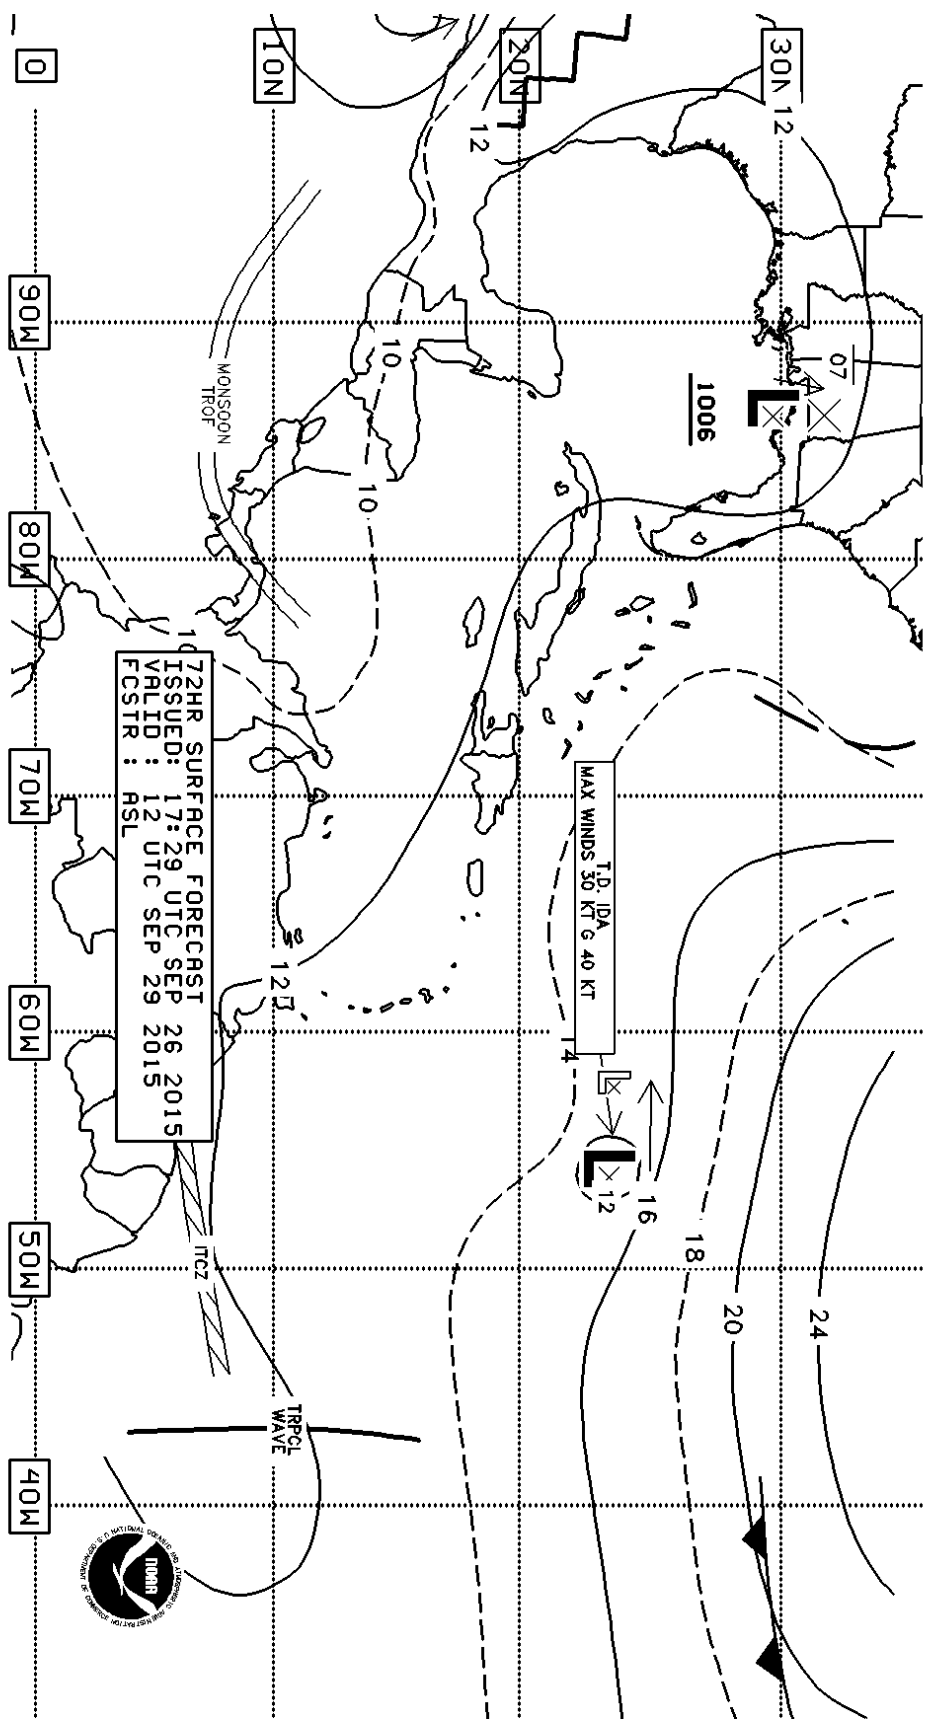 0
10N
20N
30N
90W
80W
70W
60W
50W
40W
12
12
07
1006
10
10
MONSOON
TROF
72HR SURFACE FORECAST
ISSUED: 17:29 UTC SEP 26 2015
VALID : 12 UTC SEP 29 2015
FCSTR : ASL
T.D. IDA
MAX WINDS 30 KT G 40 KT
12
14
12
16
18
20
24
ITCZ
TRPCL
WAVE
NOAA